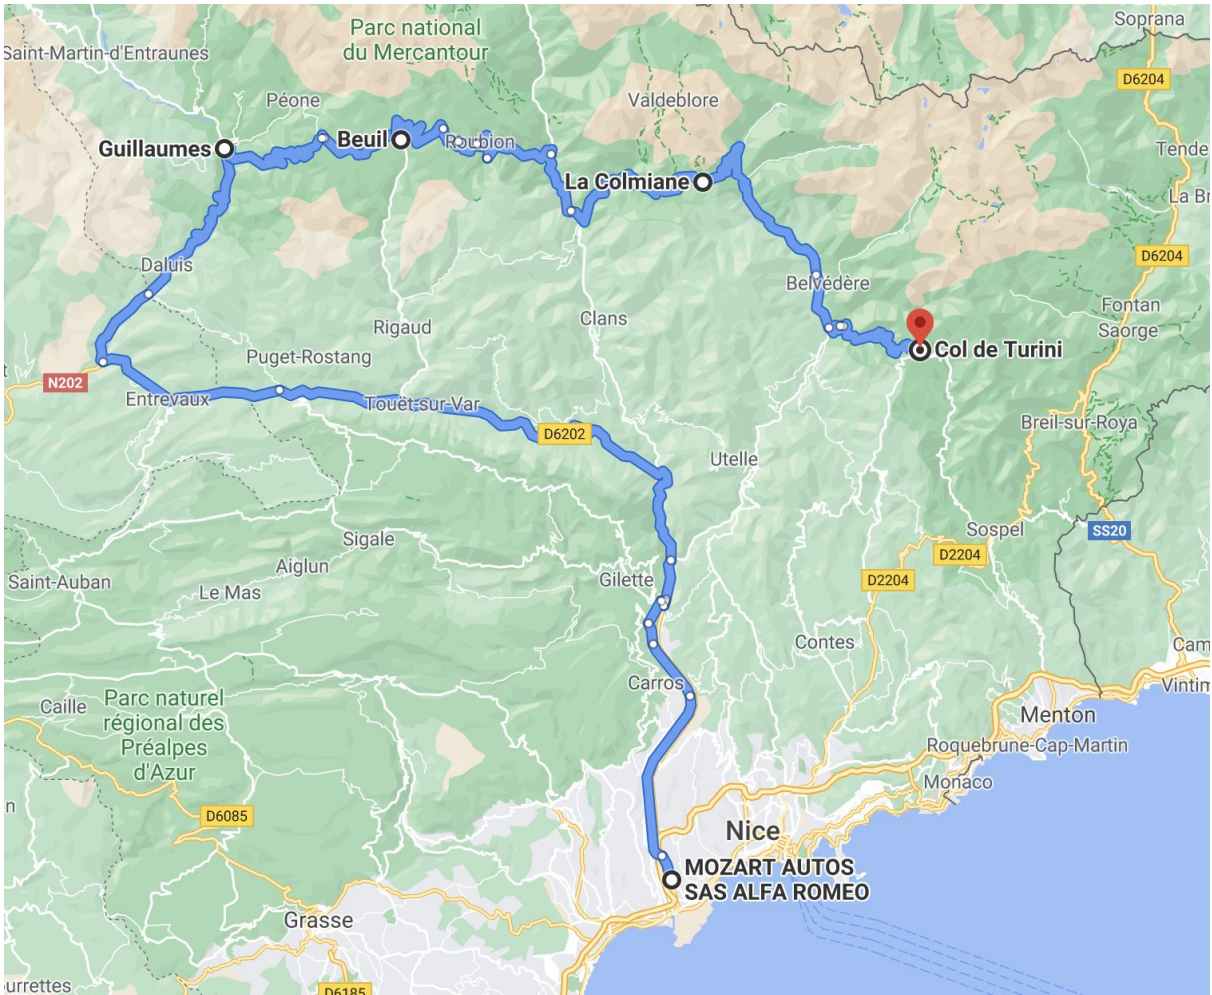 Soprana
Parc national
du Mercantour
Saint-Martin-d'Entraunes
D6204
Péone
Valdeblore
Beuil
Roubion
Guillaumes
Tende
La Colmiane
La Br
D6204
Daluis
Belvédère
Fontan
Saorge
Clans
Rigaud
Puget-Rostang
Col de Turini
N202
Entrevaux
Touët-sur-Var
D6202
Breil-sur-Roya
Utelle
Sospel
SS20
Sigale
D2204
Aiglun
Gilette
D2204
Saint-Auban
Le Mas
Contes
Cam
Carros
Vintim
Parc naturel
régional des
Préalpes
d'Azur
Caille
Menton
Roquebrune-Cap-Martin
Monaco
D6085
Nice
MOZART AUTOS
SAS ALFA ROMEO
Grasse
ourrettes
D6185